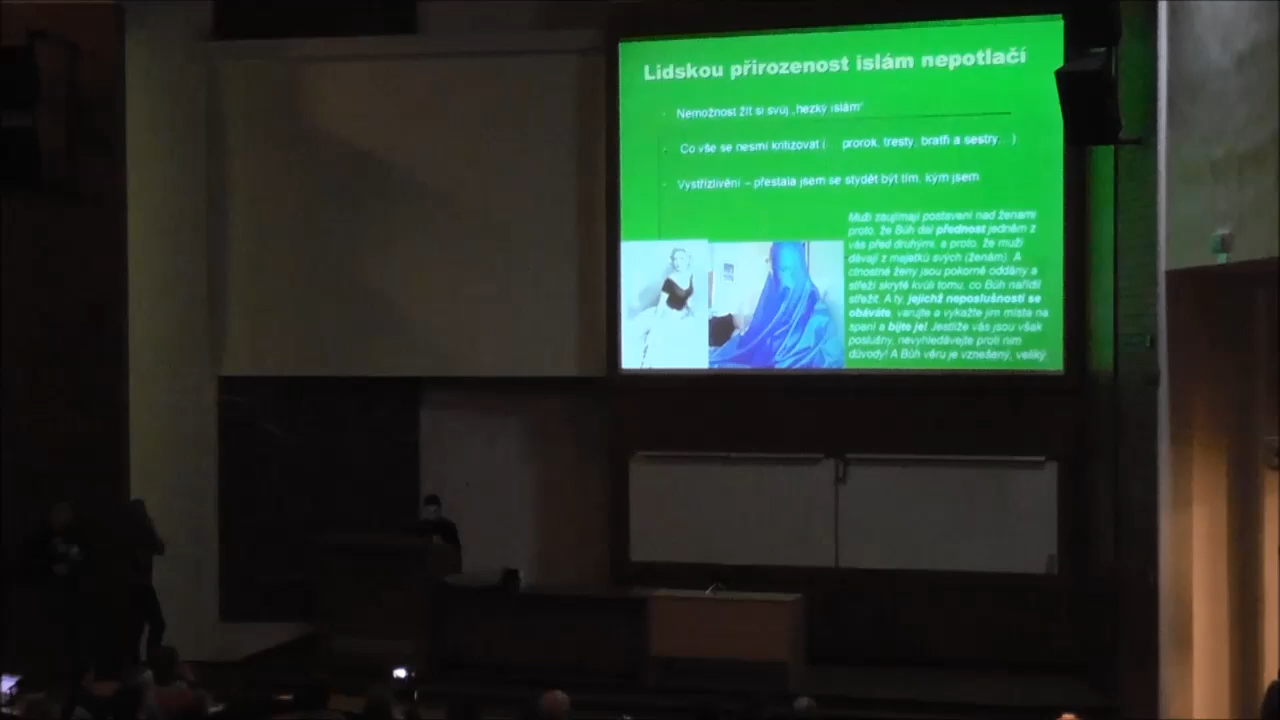 Lidskou přirozenost islám nepotlačí
- Nemožnost žít si svůj „hezký islám“
- Co vše se nesmí kritizovat ( prorok, tresty, bratři a sestry...)
- Vystřízlivění – přestala jsem se stydět být tím, kým jsem
Muži zaujímají postavení nad ženami
proto, že Bůh dal přednost jedněm z
vás před druhými, a proto, že muži
dávají z majetků svých (ženám). A
ctnostné ženy jsou pokorně oddány a
střeží skryté kvůli tomu, co Bůh nařídil
střežit. A ty, jejichž neposlušnosti se
obáváte, varujte a vykažte jim místa na
spaní a bijte je! Jestliže vás jsou však
poslušny, nevyhledávejte proti nim
důvody! A Bůh věru je vznešený, veliký.